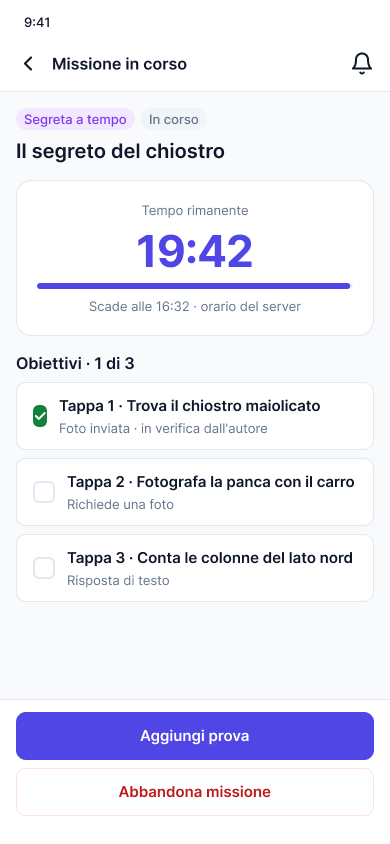 9:41
Missione in corso
Segreta a tempo
In corso
Il segreto del chiostro
Tempo rimanente
19:42
Scade alle 16:32 · orario del server
Obiettivi · 1 di 3
Tappa 1 · Trova il chiostro maiolicato
Foto inviata · in verifica dall'autore
Tappa 2 · Fotografa la panca con il carro
Richiede una foto
Tappa 3 · Conta le colonne del lato nord
Risposta di testo
Aggiungi prova
Abbandona missione